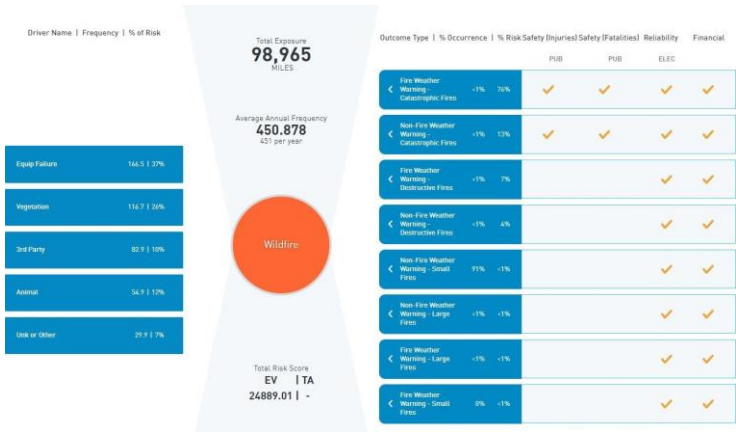 Driver Name | Frequency | % of Risk
Equip Failure 166.5 | 37%
Vegetation 116.7 | 26%
3rd Party 82.9 | 18%
Animal 54.9 | 12%
Unk or Other 29.9 | 7%
Total Exposure
98,965
MILES
Average Annual Frequency
450.878
451 per year
Wildfire
Total Risk Score
EV | TA
24889.01 | -
Outcome Type | % Occurrence | % Risk Safety (Injuries) Safety (Fatalities) Reliability Financial
PUB PUB ELEC
Fire Weather
Warning - <1% 76%
Catastrophic Fires
Non-Fire Weather
Warning - <1% 13%
Catastrophic Fires
Fire Weather
Warning - <1% 7%
Destructive Fires
Non-Fire Weather
Warning - <1% 4%
Destructive Fires
Non-Fire Weather
Warning - Small 91% <1%
Fires
Non-Fire Weather
Warning - Large <1% <1%
Fires
Fire Weather
Warning - Large <1% <1%
Fires
Fire Weather
Warning - Small 8% <1%
Fires